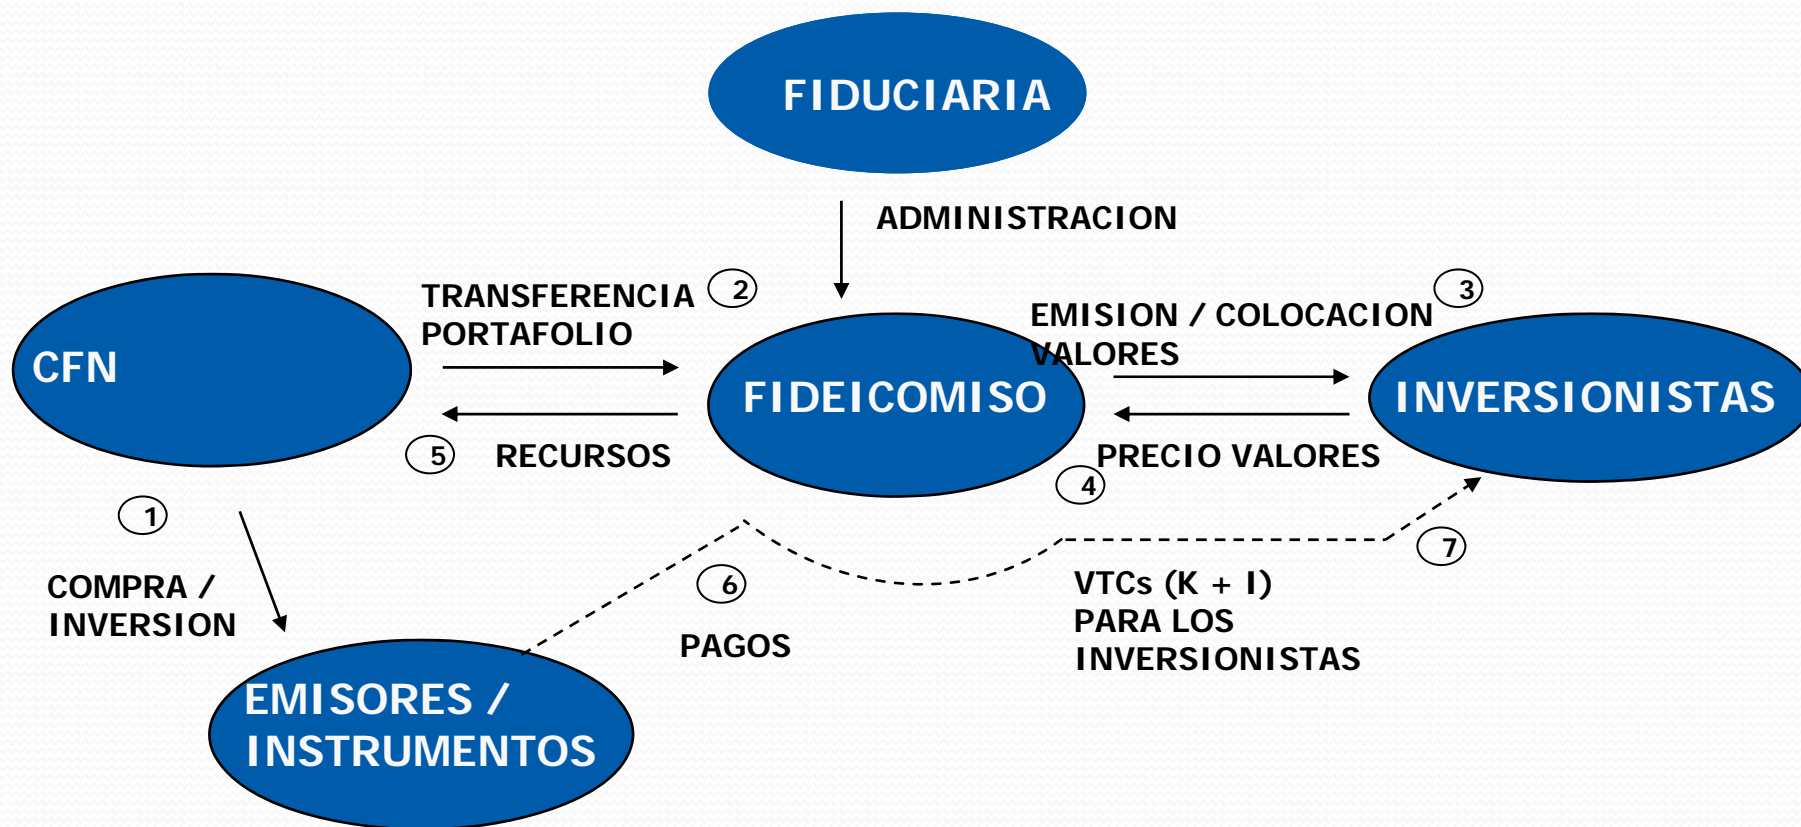 FIDUCIARIA
ADMINISTRACION
TRANSFERENCIA
PORTAFOLIO
2
3
EMISION / COLOCACION
VALORES
CFN
FIDEICOMISO
INVERSIONISTAS
5
RECURSOS
PRECIO VALORES
4
1
7
COMPRA /
INVERSION
6
PAGOS
VTCs (K + I)
PARA LOS
INVERSIONISTAS
EMISORES /
INSTRUMENTOS